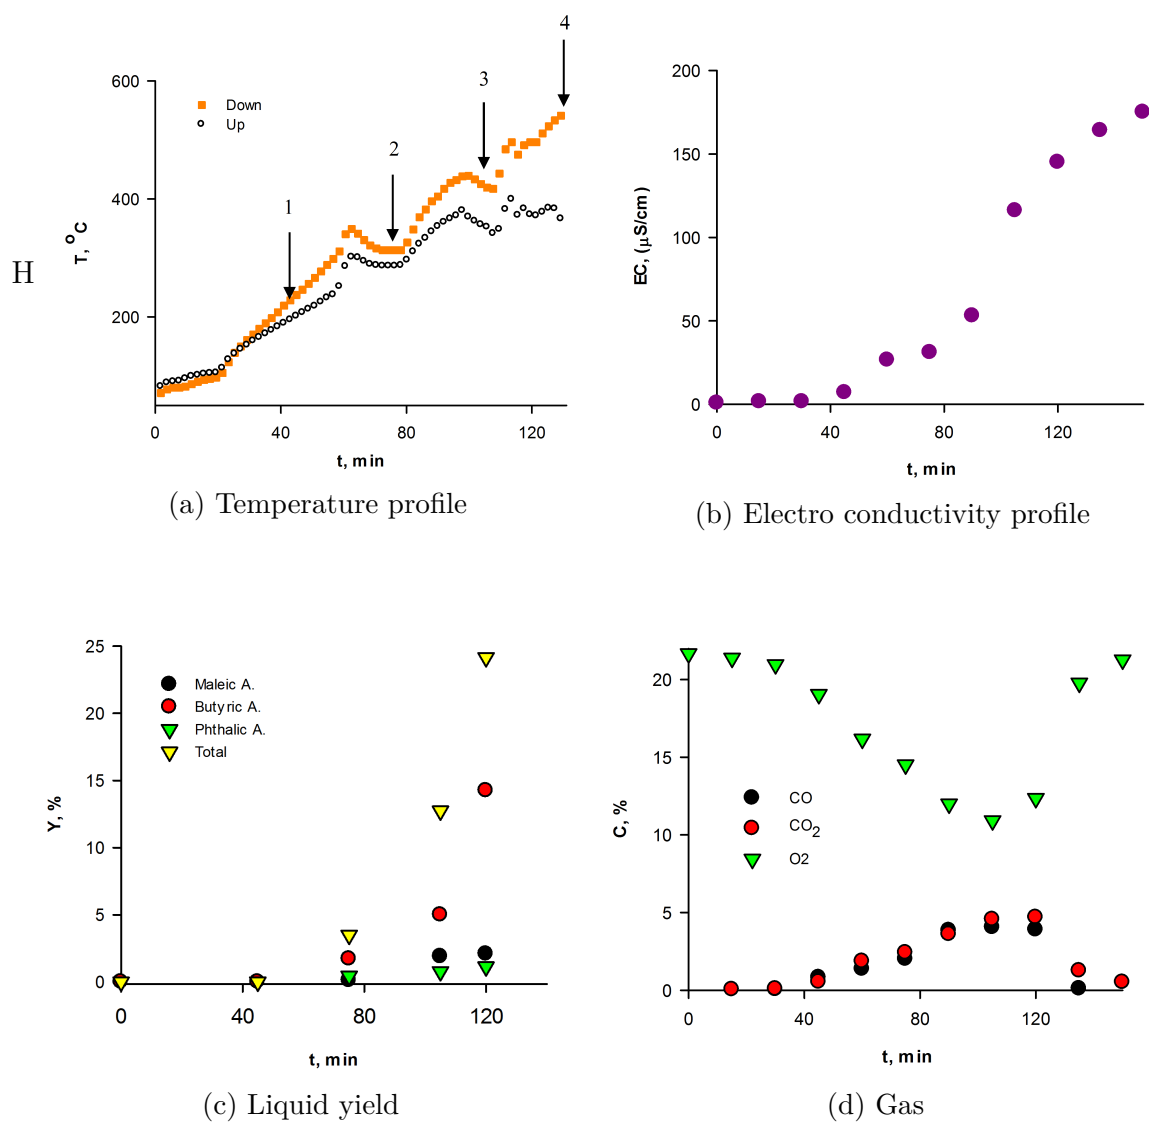 4
600
3
Down
Up
2
400
1
T, °C
H
200
0
40
80
120
t, min
(a) Temperature profile
200
150
EC, (μS/cm)
100
50
0
0
40
80
120
t, min
(b) Electro conductivity profile
25
Maleic A.
Butyric A.
Phthalic A.
Total
20
15
Y, %
10
5
0
0
40
80
120
t, min
(c) Liquid yield
20
15
CO
CO₂
O2
C, %
10
5
0
0
40
80
120
t, min
(d) Gas